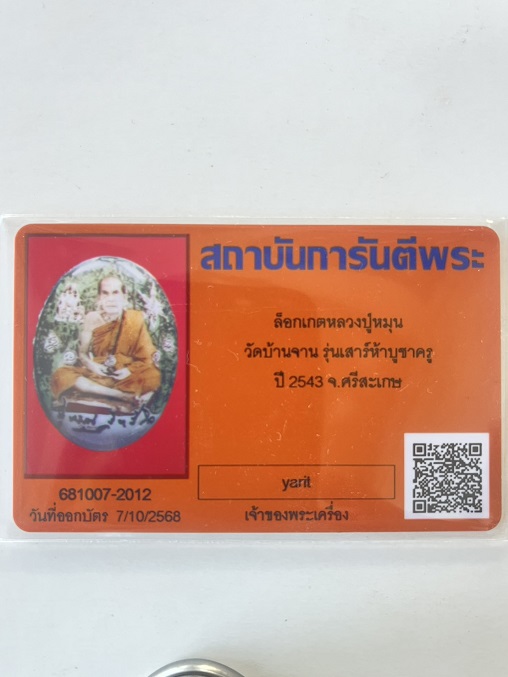 สถาบันการันตีพระ
ล็อกเกตหลวงปู่หมุน
วัดบ้านจาน รุ่นเสาร์ห้าบูชาครู
ปี 2543 จ.ศรีสะเกษ
yarit
เจ้าของพระเครื่อง
681007-2012
วันที่ออกบัตร 7/10/2568